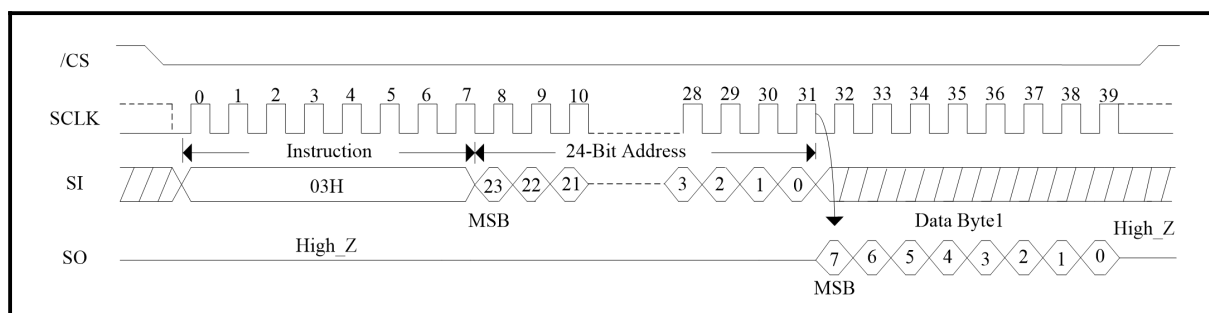 /CS
0 1 2 3 4 5 6 7 8 9 10 28 29 30 31 32 33 34 35 36 37 38 39
SCLK
Instruction 24-Bit Address
SI 03H 23 22 21 3 2 1 0
MSB Data Byte1
High_Z High_Z
SO 7 6 5 4 3 2 1 0
MSB